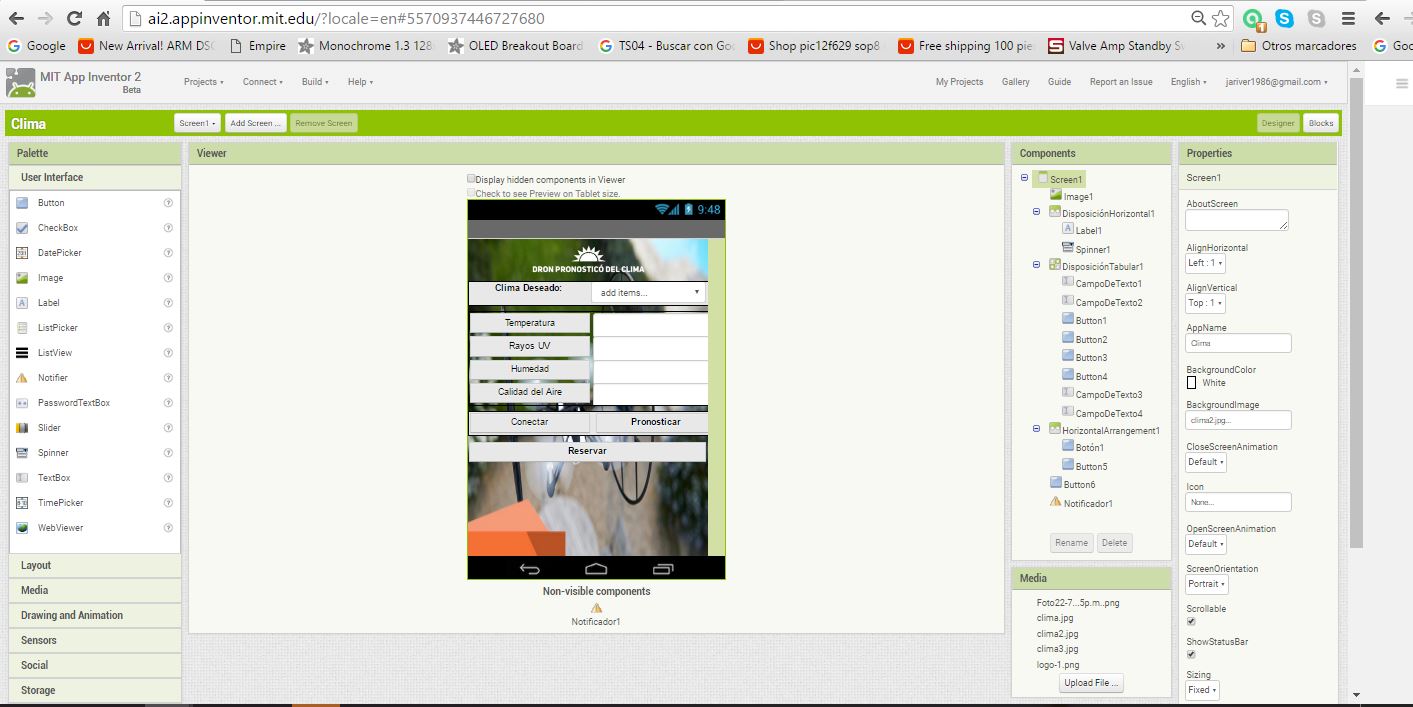 ai2.appinventor.mit.edu/?locale=en#5570937446727680
Google
New Arrival! ARM DSO
Empire
Monochrome 1.3 128
OLED Breakout Board
TS04 - Buscar con Goo
Shop pic12f629 sop8
Free shipping 100 pie
Valve Amp Standby Sw
»
Otros marcadores
Goo
MIT App Inventor 2
Beta
Projects
Connect
Build
Help
My Projects
Gallery
Guide
Report an Issue
English
jariver1986@gmail.com
Clima
Screen1
Add Screen ...
Remove Screen
Designer
Blocks
Palette
User Interface
Button
CheckBox
DatePicker
Image
Label
ListPicker
ListView
Notifier
PasswordTextBox
Slider
Spinner
TextBox
TimePicker
WebViewer
Layout
Media
Drawing and Animation
Sensors
Social
Storage
Viewer
Display hidden components in Viewer
Check to see Preview on Tablet size.
9:48
DRON PRONOSTICÓ DEL CLIMA
Clima Deseado:
add items...
Temperatura
Rayos UV
Humedad
Calidad del Aire
Conectar
Pronosticar
Reservar
Non-visible components
Notificador1
Components
Screen1
Image1
DisposiciónHorizontal1
Label1
Spinner1
DisposiciónTabular1
CampoDeTexto1
CampoDeTexto2
Button1
Button2
Button3
Button4
CampoDeTexto3
CampoDeTexto4
HorizontalArrangement1
Botón1
Button5
Button6
Notificador1
Rename
Delete
Media
Foto22-7...5p.m..png
clima.jpg
clima2.jpg
clima3.jpg
logo-1.png
Upload File ...
Properties
Screen1
AboutScreen
AlignHorizontal
Left : 1
AlignVertical
Top : 1
AppName
Clima
BackgroundColor
White
BackgroundImage
clima2.jpg...
CloseScreenAnimation
Default
Icon
None...
OpenScreenAnimation
Default
ScreenOrientation
Portrait
Scrollable
ShowStatusBar
Sizing
Fixed